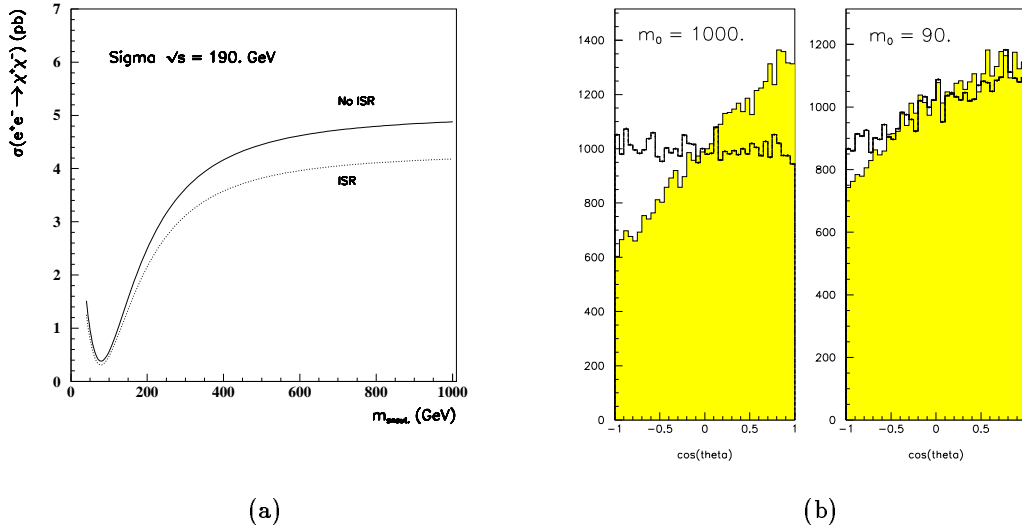 σ(e⁺e⁻ →χ⁺χ⁻) (pb)
7
6
5
4
3
2
1
0
Sigma √s = 190. GeV
No ISR
ISR
0 200 400 600 800 1000
(GeV)
(a)
m₀ = 1000.
1400
1200
1000
800
600
400
200
0
-1 -0.5 0 0.5 1
cos(theta)
m₀ = 90.
1200
1000
800
600
400
200
0
-1 -0.5 0 0.5
cos(theta)
(b)